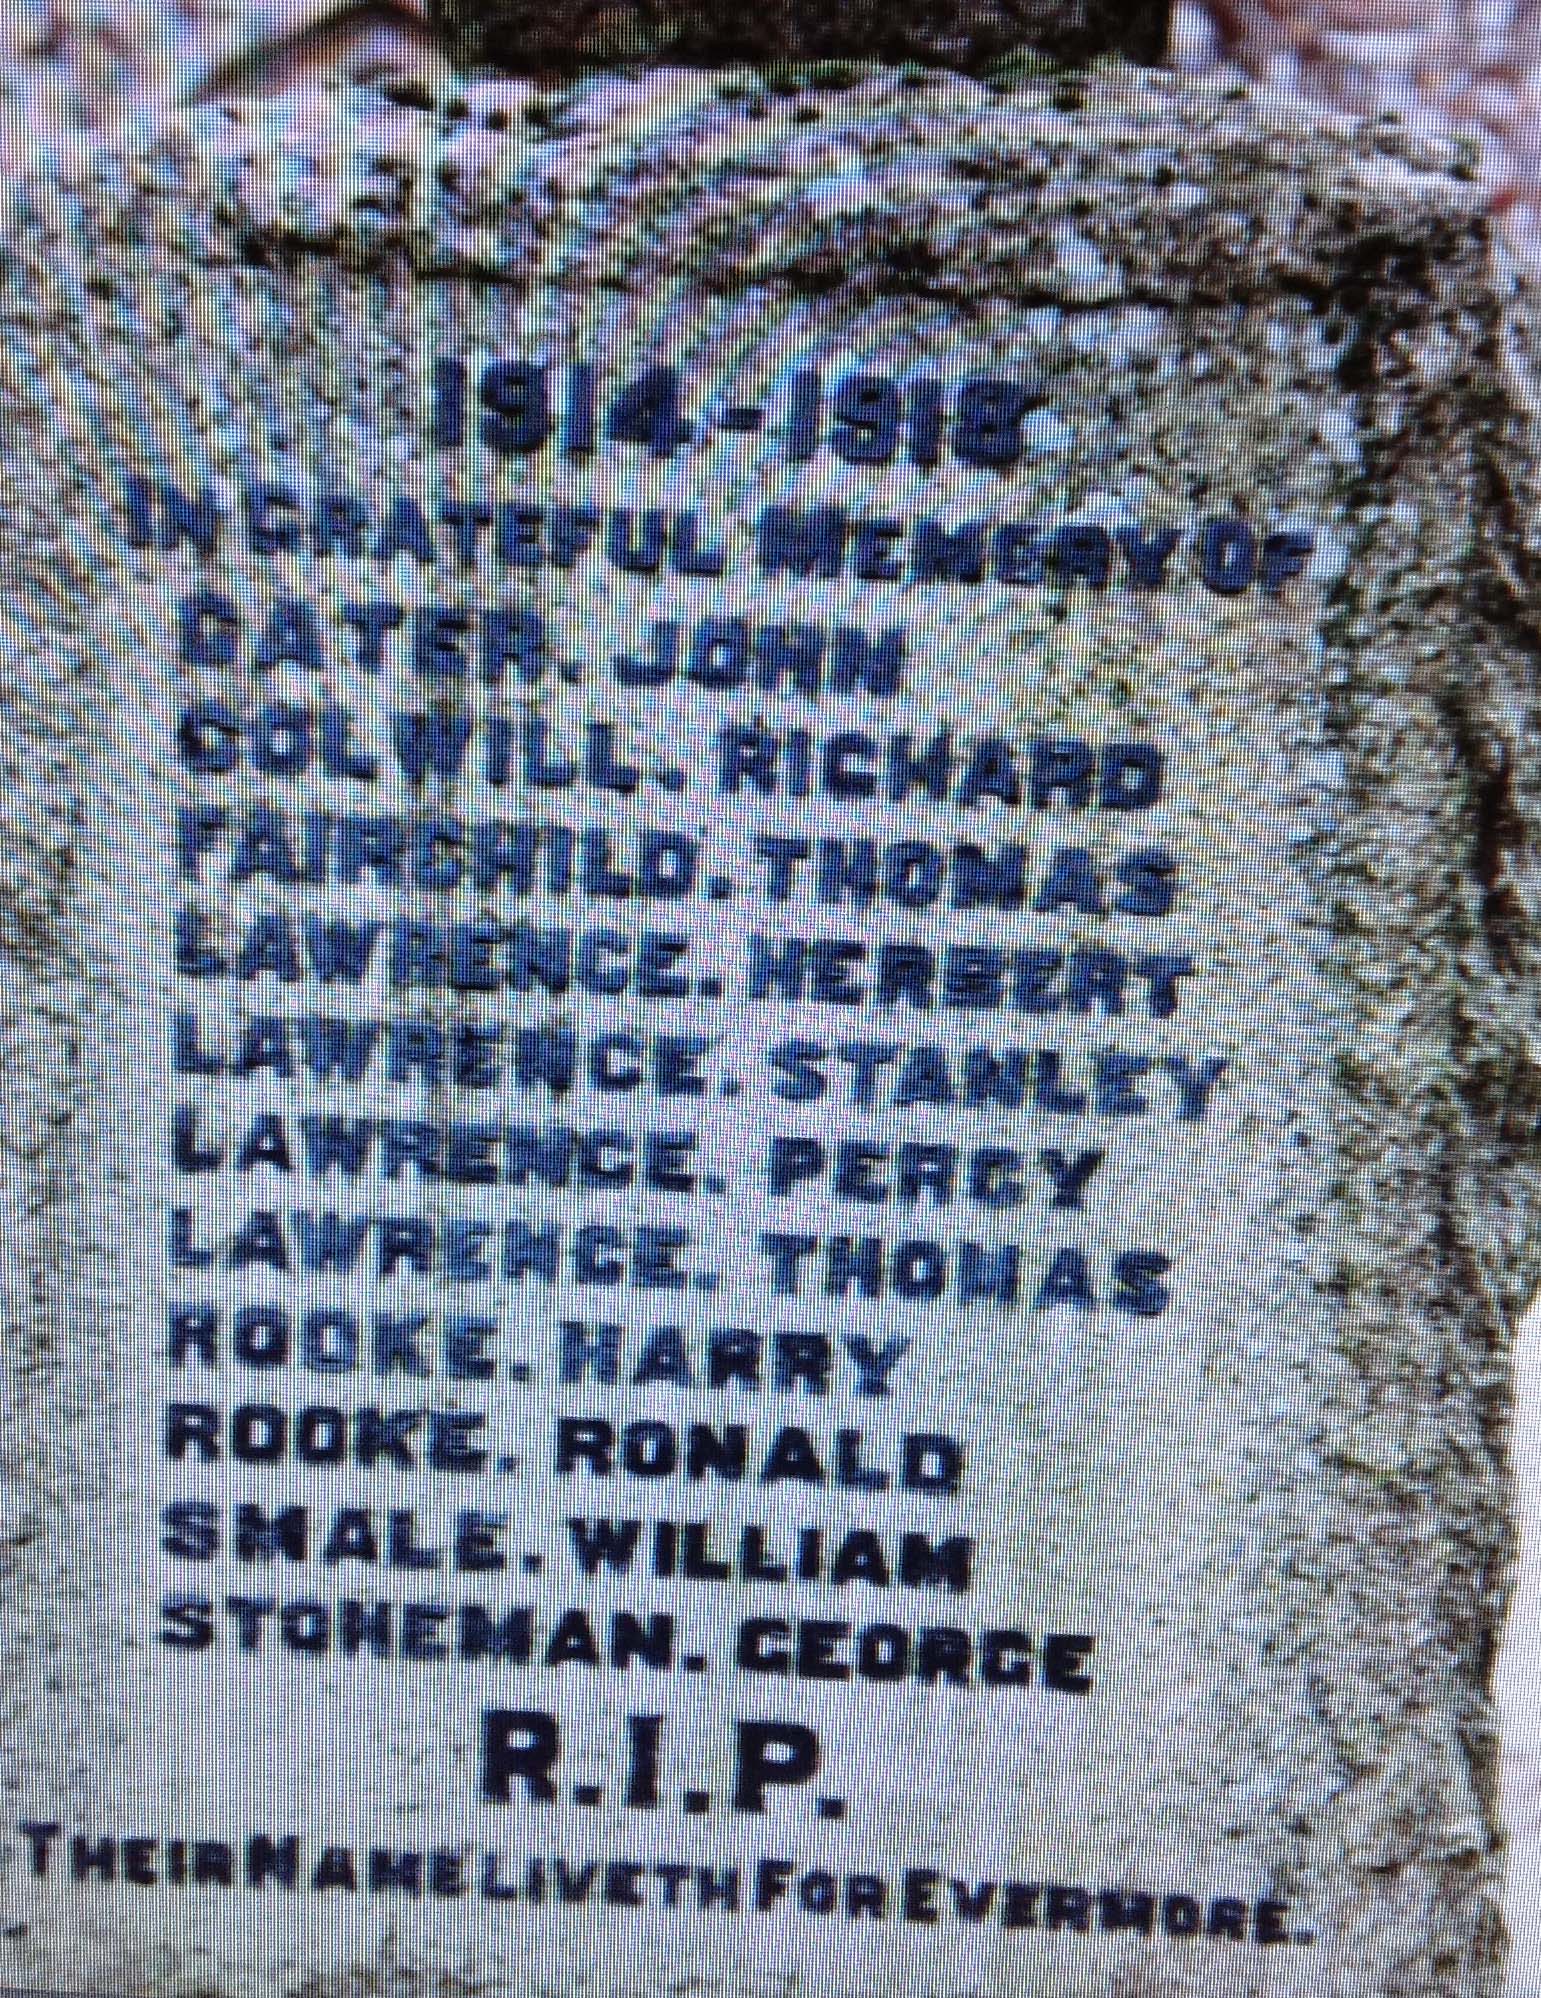 1914-1918
IN GRATEFUL MEMORY OF
CATER. JOHN
COLWILL. RICHARD
FAIRCHILD. THOMAS
LAWRENCE. HERBERT
LAWRENCE. STANLEY
LAWRENCE. PERCY
LAWRENCE. THOMAS
ROOKE. HARRY
ROOKE. RONALD
SMALE. WILLIAM
STONEMAN. GEORGE
R.I.P.
THEIR NAME LIVETH FOR EVERMORE.